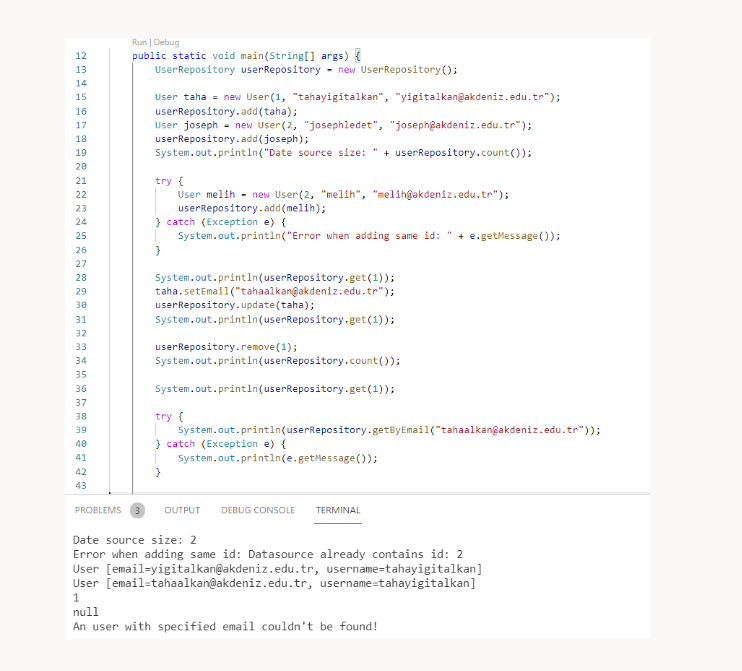 Run | Debug
12 public static void main(String[] args) {
13 UserRepository userRepository = new UserRepository();
14
15 User taha = new User(1, "tahayigitalkan", "yigitalkan@akdeniz.edu.tr");
16 userRepository.add(taha);
17 User joseph = new User(2, "josephledet", "joseph@akdeniz.edu.tr");
18 userRepository.add(joseph);
19 System.out.println("Date source size: " + userRepository.count());
20
21 try {
22 User melih = new User(2, "melih", "melih@akdeniz.edu.tr");
23 userRepository.add(melih);
24 } catch (Exception e) {
25 System.out.println("Error when adding same id: " + e.getMessage());
26 }
27
28 System.out.println(userRepository.get(1));
29 taha.setEmail("tahaalkan@akdeniz.edu.tr");
30 userRepository.update(taha);
31 System.out.println(userRepository.get(1));
32
33 userRepository.remove(1);
34 System.out.println(userRepository.count());
35
36 System.out.println(userRepository.get(1));
37
38 try {
39 System.out.println(userRepository.getByEmail("tahaalkan@akdeniz.edu.tr"));
40 } catch (Exception e) {
41 System.out.println(e.getMessage());
42 }
43
PROBLEMS 3 OUTPUT DEBUG CONSOLE TERMINAL
Date source size: 2
Error when adding same id: Datasource already contains id: 2
User [email=yigitalkan@akdeniz.edu.tr, username=tahayigitalkan]
User [email=tahaalkan@akdeniz.edu.tr, username=tahayigitalkan]
1
null
An user with specified email couldn't be found!